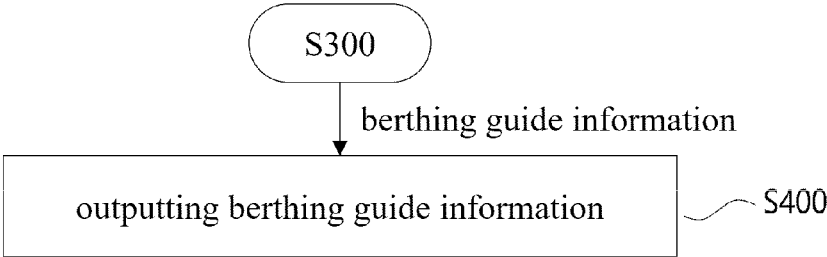 S300
berthing guide information
outputting berthing guide information
S400